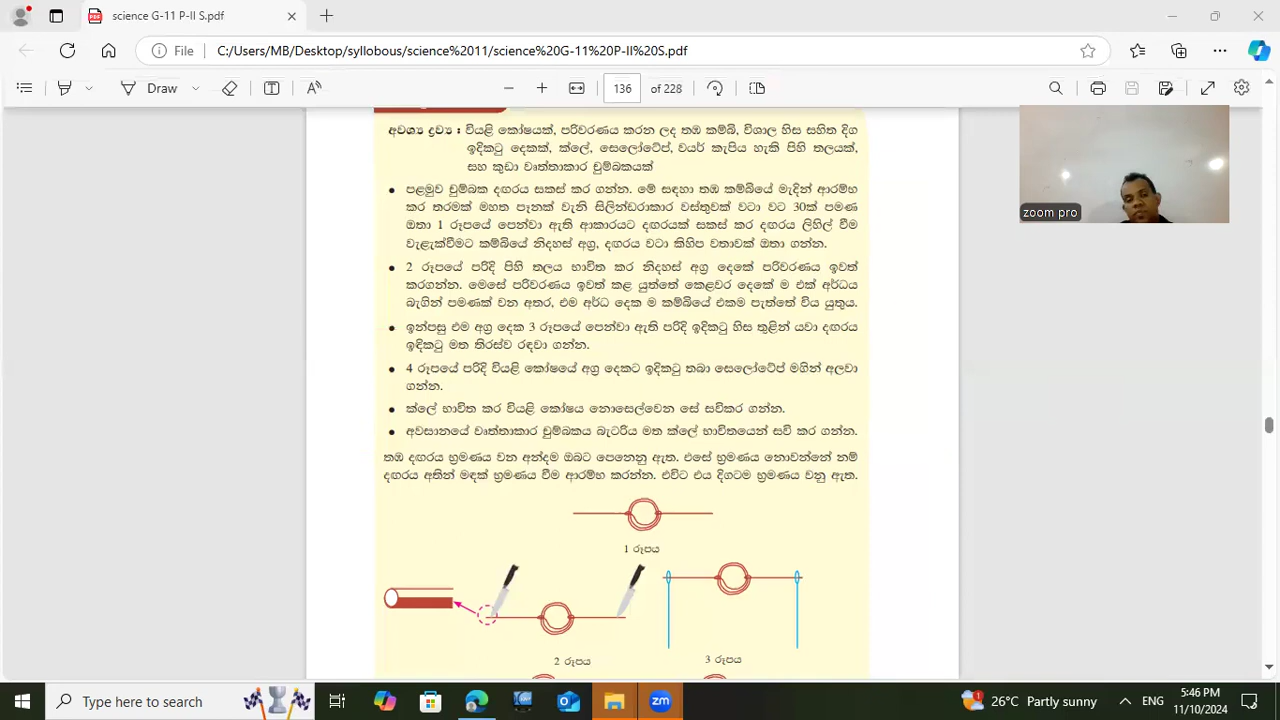 science G-11 P-II S.pdf
File
C:/Users/MB/Desktop/syllobous/science%2011/science%20G-11%20P-II%20S.pdf
Draw
136
of 228
අවශ්‍ය ද්‍රව්‍ය : වියළි කෝෂයක්, පරිවරණය කරන ලද තඹ කම්බි, විශාල හිස සහිත දිග
ඉඳිකටු දෙකක්, ක්ලේ, සෙලෝටේප්, වයර් කැපිය හැකි පිහි තලයක්,
සහ කුඩා වෘත්තාකාර චුම්බකයක්
• පළමුව චුම්බක දඟරය සකස් කර ගන්න. මේ සඳහා තඹ කම්බියේ මැදින් ආරම්භ
කර තරමක් මහත පෑනක් වැනි සිලින්ඩරාකාර වස්තුවක් වටා වට 30ක් පමණ
ඔතා 1 රූපයේ පෙන්වා ඇති ආකාරයට දඟරයක් සකස් කර දඟරය ලිහිල් වීම
වැළැක්වීමට කම්බියේ නිදහස් අග්‍ර, දඟරය වටා කිහිප වතාවක් ඔතා ගන්න.
• 2 රූපයේ පරිදි පිහි තලය භාවිත කර නිදහස් අග්‍ර දෙකේ පරිවරණය ඉවත්
කරගන්න. මෙසේ පරිවරණය ඉවත් කළ යුත්තේ කෙළවර දෙකේ ම එක් අර්ධය
බැගින් පමණක් වන අතර, එම අර්ධ දෙක ම කම්බියේ එකම පැත්තේ විය යුතුය.
• ඉන්පසු එම අග්‍ර දෙක 3 රූපයේ පෙන්වා ඇති පරිදි ඉඳිකටු හිස තුළින් යවා දඟරය
ඉඳිකටු මත තිරස්ව රඳවා ගන්න.
• 4 රූපයේ පරිදි වියළි කෝෂයේ අග්‍ර දෙකට ඉඳිකටු තබා සෙලෝටේප් මගින් අලවා
ගන්න.
• ක්ලේ භාවිත කර වියළි කෝෂය නොසෙල්වෙන සේ සවිකර ගන්න.
• අවසානයේ වෘත්තාකාර චුම්බකය බැටරිය මත ක්ලේ භාවිතයෙන් සවි කර ගන්න.
තඹ දඟරය භ්‍රමණය වන අන්දම ඔබට පෙනෙනු ඇත. එසේ භ්‍රමණය නොවන්නේ නම්
දඟරය අතින් මඳක් භ්‍රමණය වීම ආරම්භ කරන්න. එවිට එය දිගටම භ්‍රමණය වනු ඇත.
1 රූපය
2 රූපය
3 රූපය
zoom pro
Type here to search
26°C Partly sunny
ENG
5:46 PM
11/10/2024